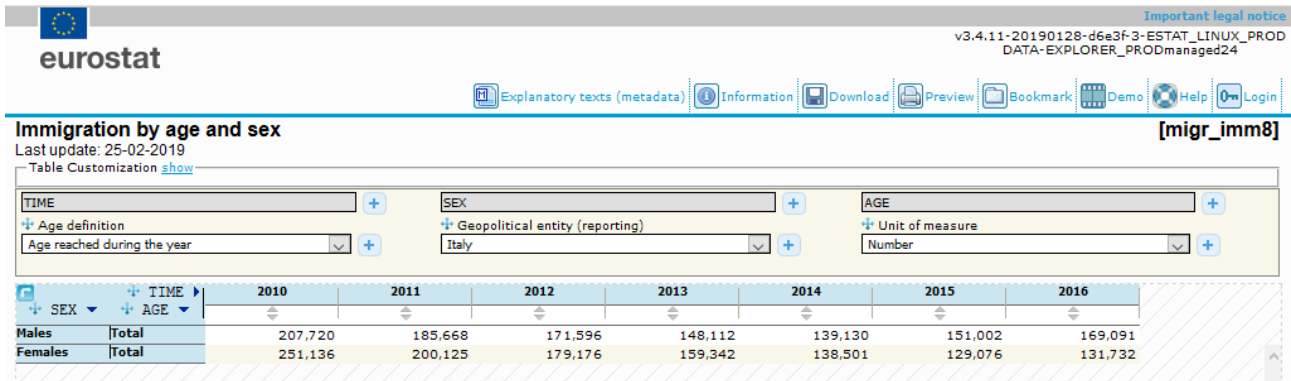 Important legal notice
v3.4.11-20190128-d6e3f-3-ESTAT_LINUX_PROD
DATA-EXPLORER_PRODmanaged24
eurostat
Explanatory texts (metadata) Information Download Preview Bookmark Demo Help Login
Immigration by age and sex [migr_imm8]
Last update: 25-02-2019
Table Customization show
TIME SEX AGE
Age definition Geopolitical entity (reporting) Unit of measure
Age reached during the year Italy Number
TIME 2010 2011 2012 2013 2014 2015 2016
SEX AGE
Males Total 207,720 185,668 171,596 148,112 139,130 151,002 169,091
Females Total 251,136 200,125 179,176 159,342 138,501 129,076 131,732